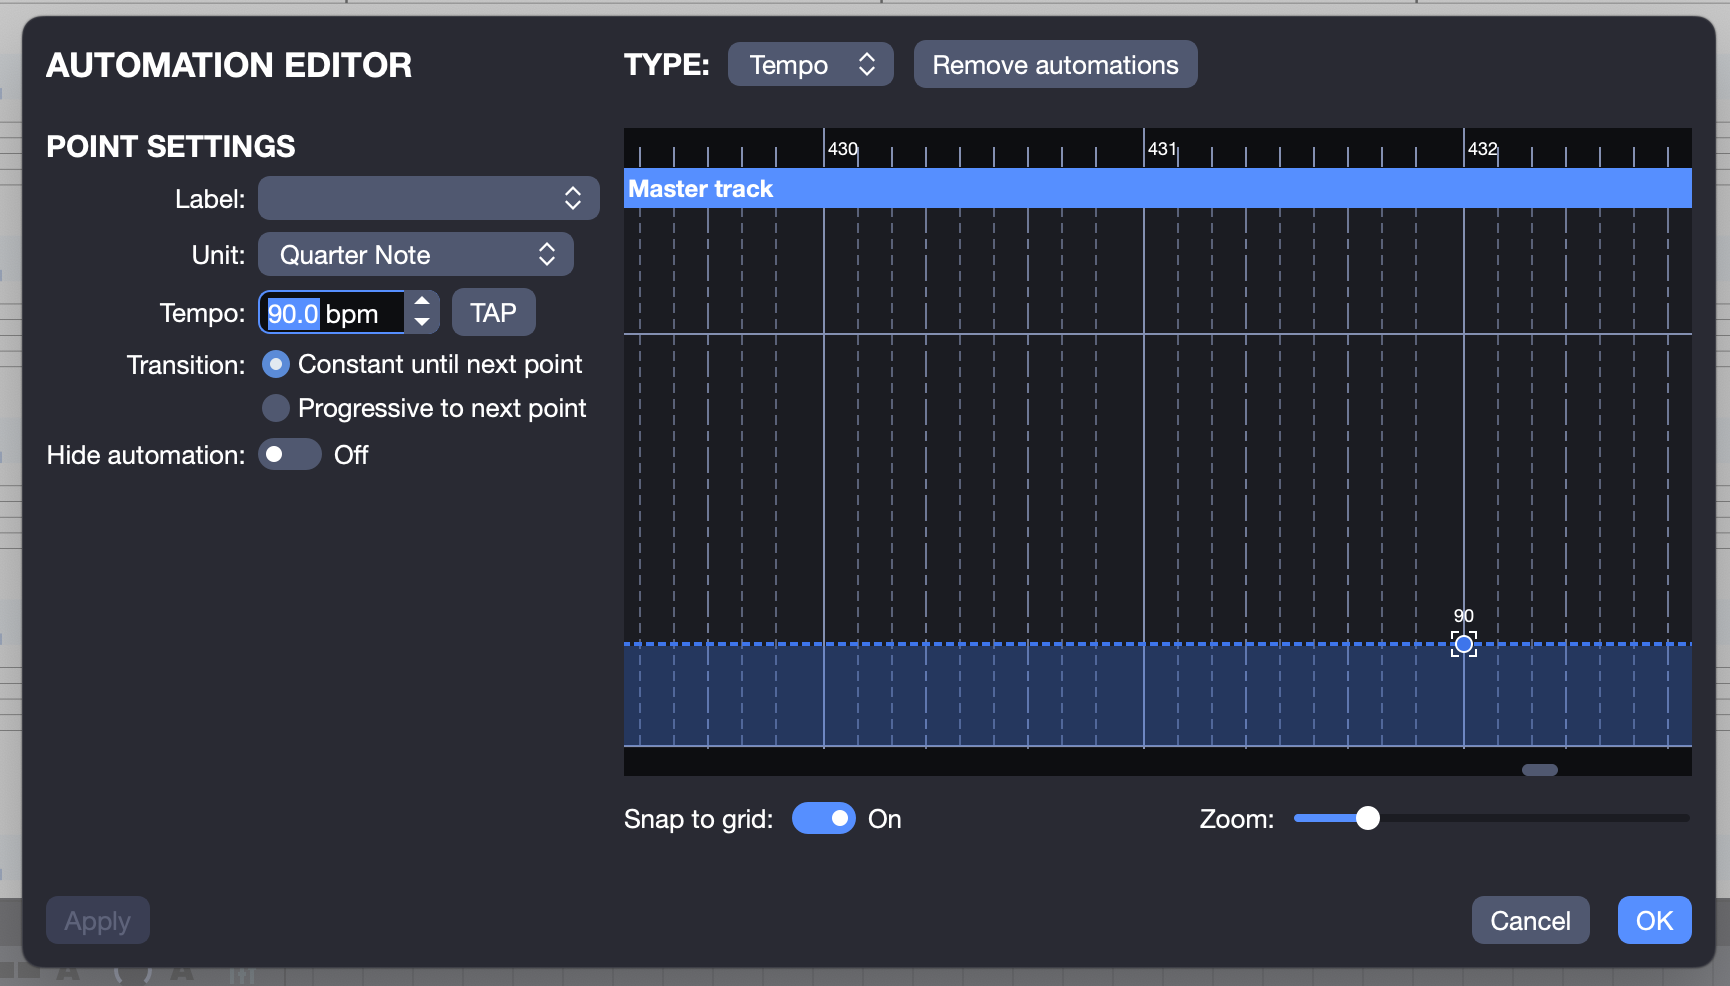 AUTOMATION EDITOR
TYPE: Tempo Remove automations
POINT SETTINGS
Label:
Unit: Quarter Note
Tempo: 90.0 bpm TAP
Transition: Constant until next point
Progressive to next point
Hide automation: Off
430 431 432
Master track
90
Snap to grid: On
Zoom:
Apply
Cancel OK